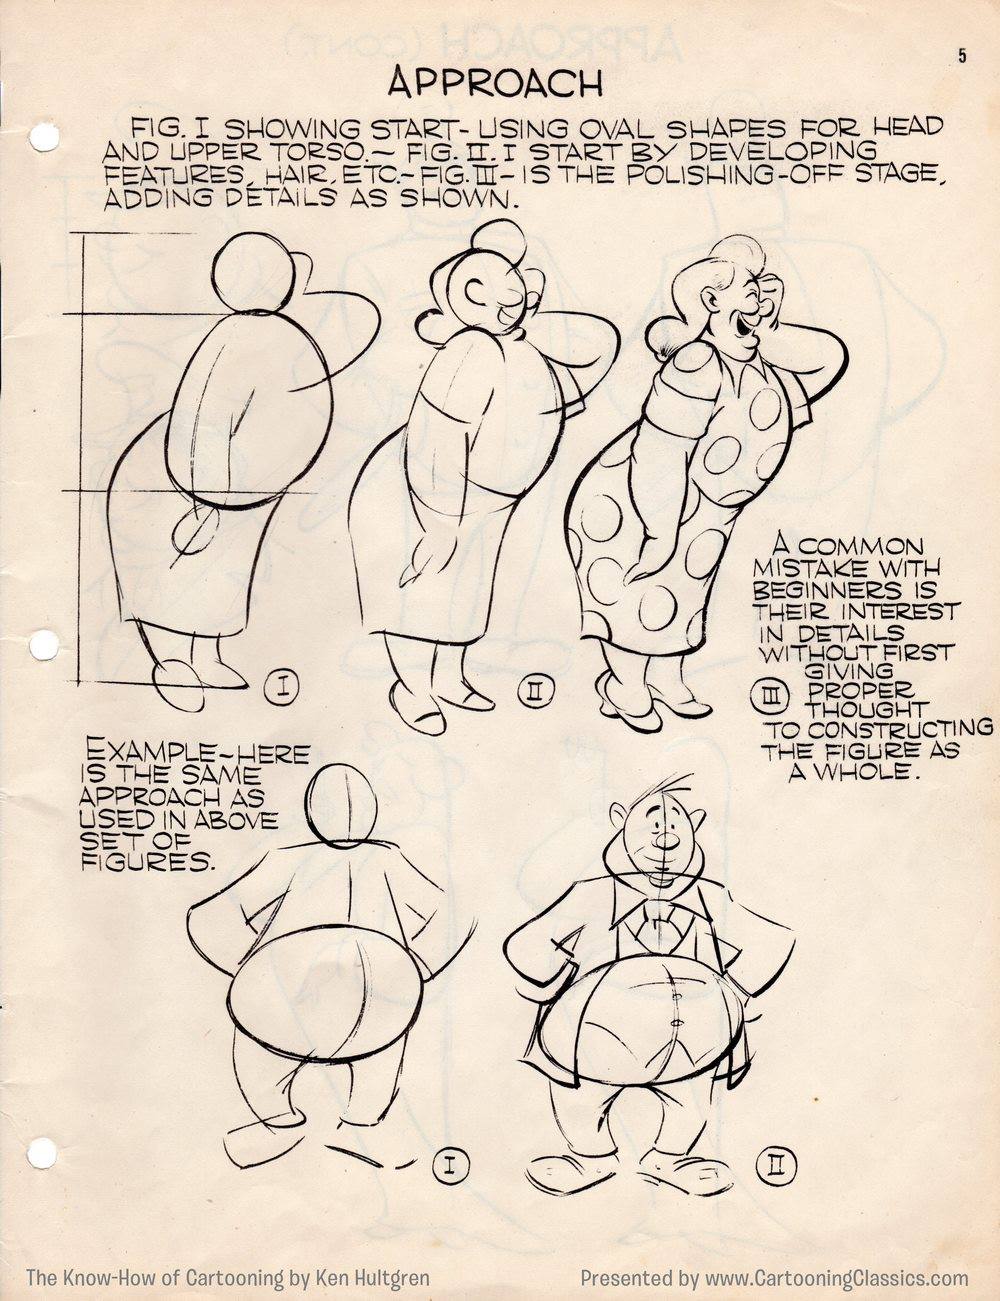 5
APPROACH
FIG. I SHOWING START- USING OVAL SHAPES FOR HEAD
AND UPPER TORSO.~ FIG. II. I START BY DEVELOPING
FEATURES, HAIR, ETC.~ FIG. III - IS THE POLISHING-OFF STAGE,
ADDING DETAILS AS SHOWN.
I
II
III
A COMMON
MISTAKE WITH
BEGINNERS IS
THEIR INTEREST
IN DETAILS
WITHOUT FIRST
GIVING
PROPER
THOUGHT
TO CONSTRUCTING
THE FIGURE AS
A WHOLE.
EXAMPLE~HERE
IS THE SAME
APPROACH AS
USED IN ABOVE
SET OF
FIGURES.
I
II
The Know-How of Cartooning by Ken Hultgren
Presented by www.CartooningClassics.com